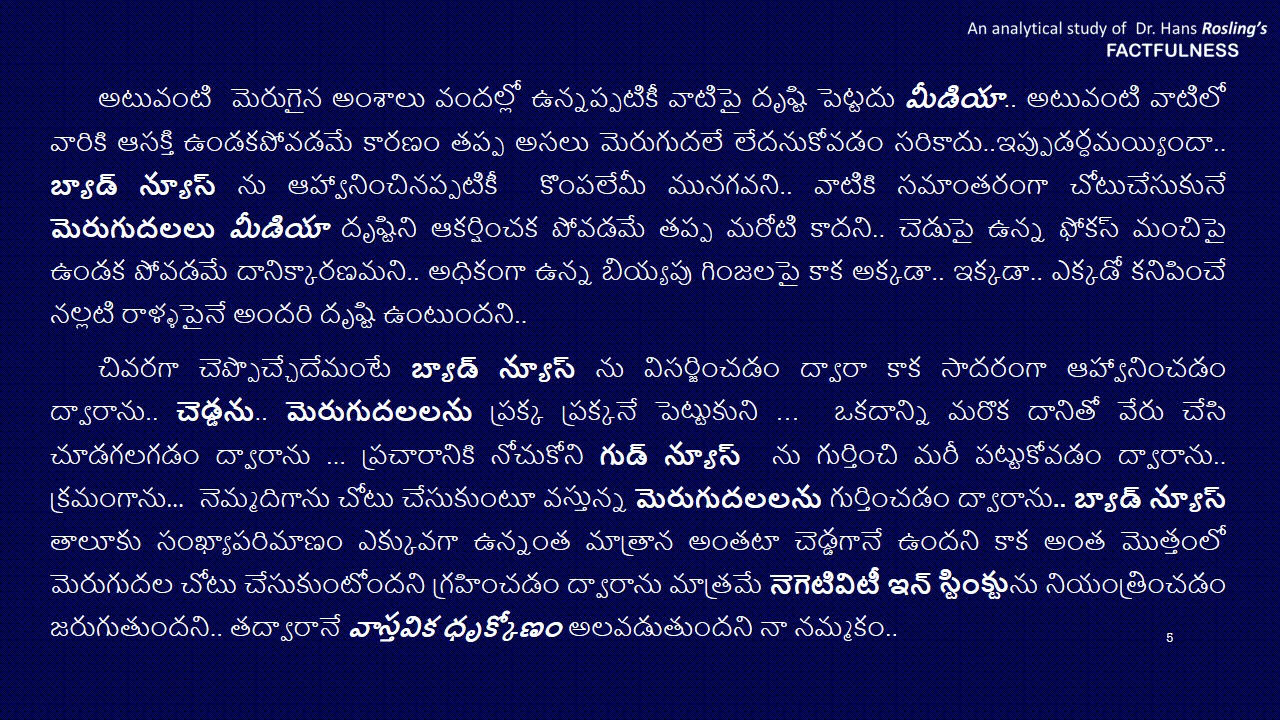 An analytical study of Dr. Hans Rosling's
FACTFULNESS
అటువంటి మెరుగైన అంశాలు వందల్లో ఉన్నప్పటికీ వాటిపై దృష్టి పెట్టదు మీడియా.. అటువంటి వాటిలో
వారికి ఆసక్తి ఉండకపోవడమే కారణం తప్ప అసలు మెరుగుదలే లేదనుకోవడం సరికాదు..ఇప్పుడర్ధమయ్యిందా..
బ్యాడ్ న్యూస్ ను ఆహ్వానించినప్పటికీ కొంపలేమీ మునగవని.. వాటికి సమాంతరంగా చోటుచేసుకునే
మెరుగుదలలు మీడియా దృష్టిని ఆకర్షించక పోవడమే తప్ప మరోటి కాదని.. చెడుపై ఉన్న ఫోకస్ మంచిపై
ఉండక పోవడమే దానిక్కారణమని.. అధికంగా ఉన్న బియ్యపు గింజలపై కాక అక్కడా.. ఇక్కడా.. ఎక్కడో కనిపించే
నల్లటి రాళ్ళపైనే అందరి దృష్టి ఉంటుందని..
చివరగా చెప్పొచ్చేదేమంటే బ్యాడ్ న్యూస్ ను విసర్జించడం ద్వారా కాక సాదరంగా ఆహ్వానించడం
ద్వారాను.. చెడ్డను.. మెరుగుదలలను ప్రక్క ప్రక్కనే పెట్టుకుని ... ఒకదాన్ని మరొక దానితో వేరు చేసి
చూడగలగడం ద్వారాను ... ప్రచారానికి నోచుకోని గుడ్ న్యూస్ ను గుర్తించి మరీ పట్టుకోవడం ద్వారాను..
క్రమంగాను... నెమ్మదిగాను చోటు చేసుకుంటూ వస్తున్న మెరుగుదలలను గుర్తించడం ద్వారాను.. బ్యాడ్ న్యూస్
తాలూకు సంఖ్యాపరిమాణం ఎక్కువగా ఉన్నంత మాత్రాన అంతటా చెడ్డగానే ఉందని కాక అంత మొత్తంలో
మెరుగుదల చోటు చేసుకుంటోందని గ్రహించడం ద్వారాను మాత్రమే నెగెటివిటీ ఇన్ స్టింక్టును నియంత్రించడం
జరుగుతుందని.. తద్వారానే వాస్తవిక ధృక్కోణం అలవడుతుందని నా నమ్మకం..
5